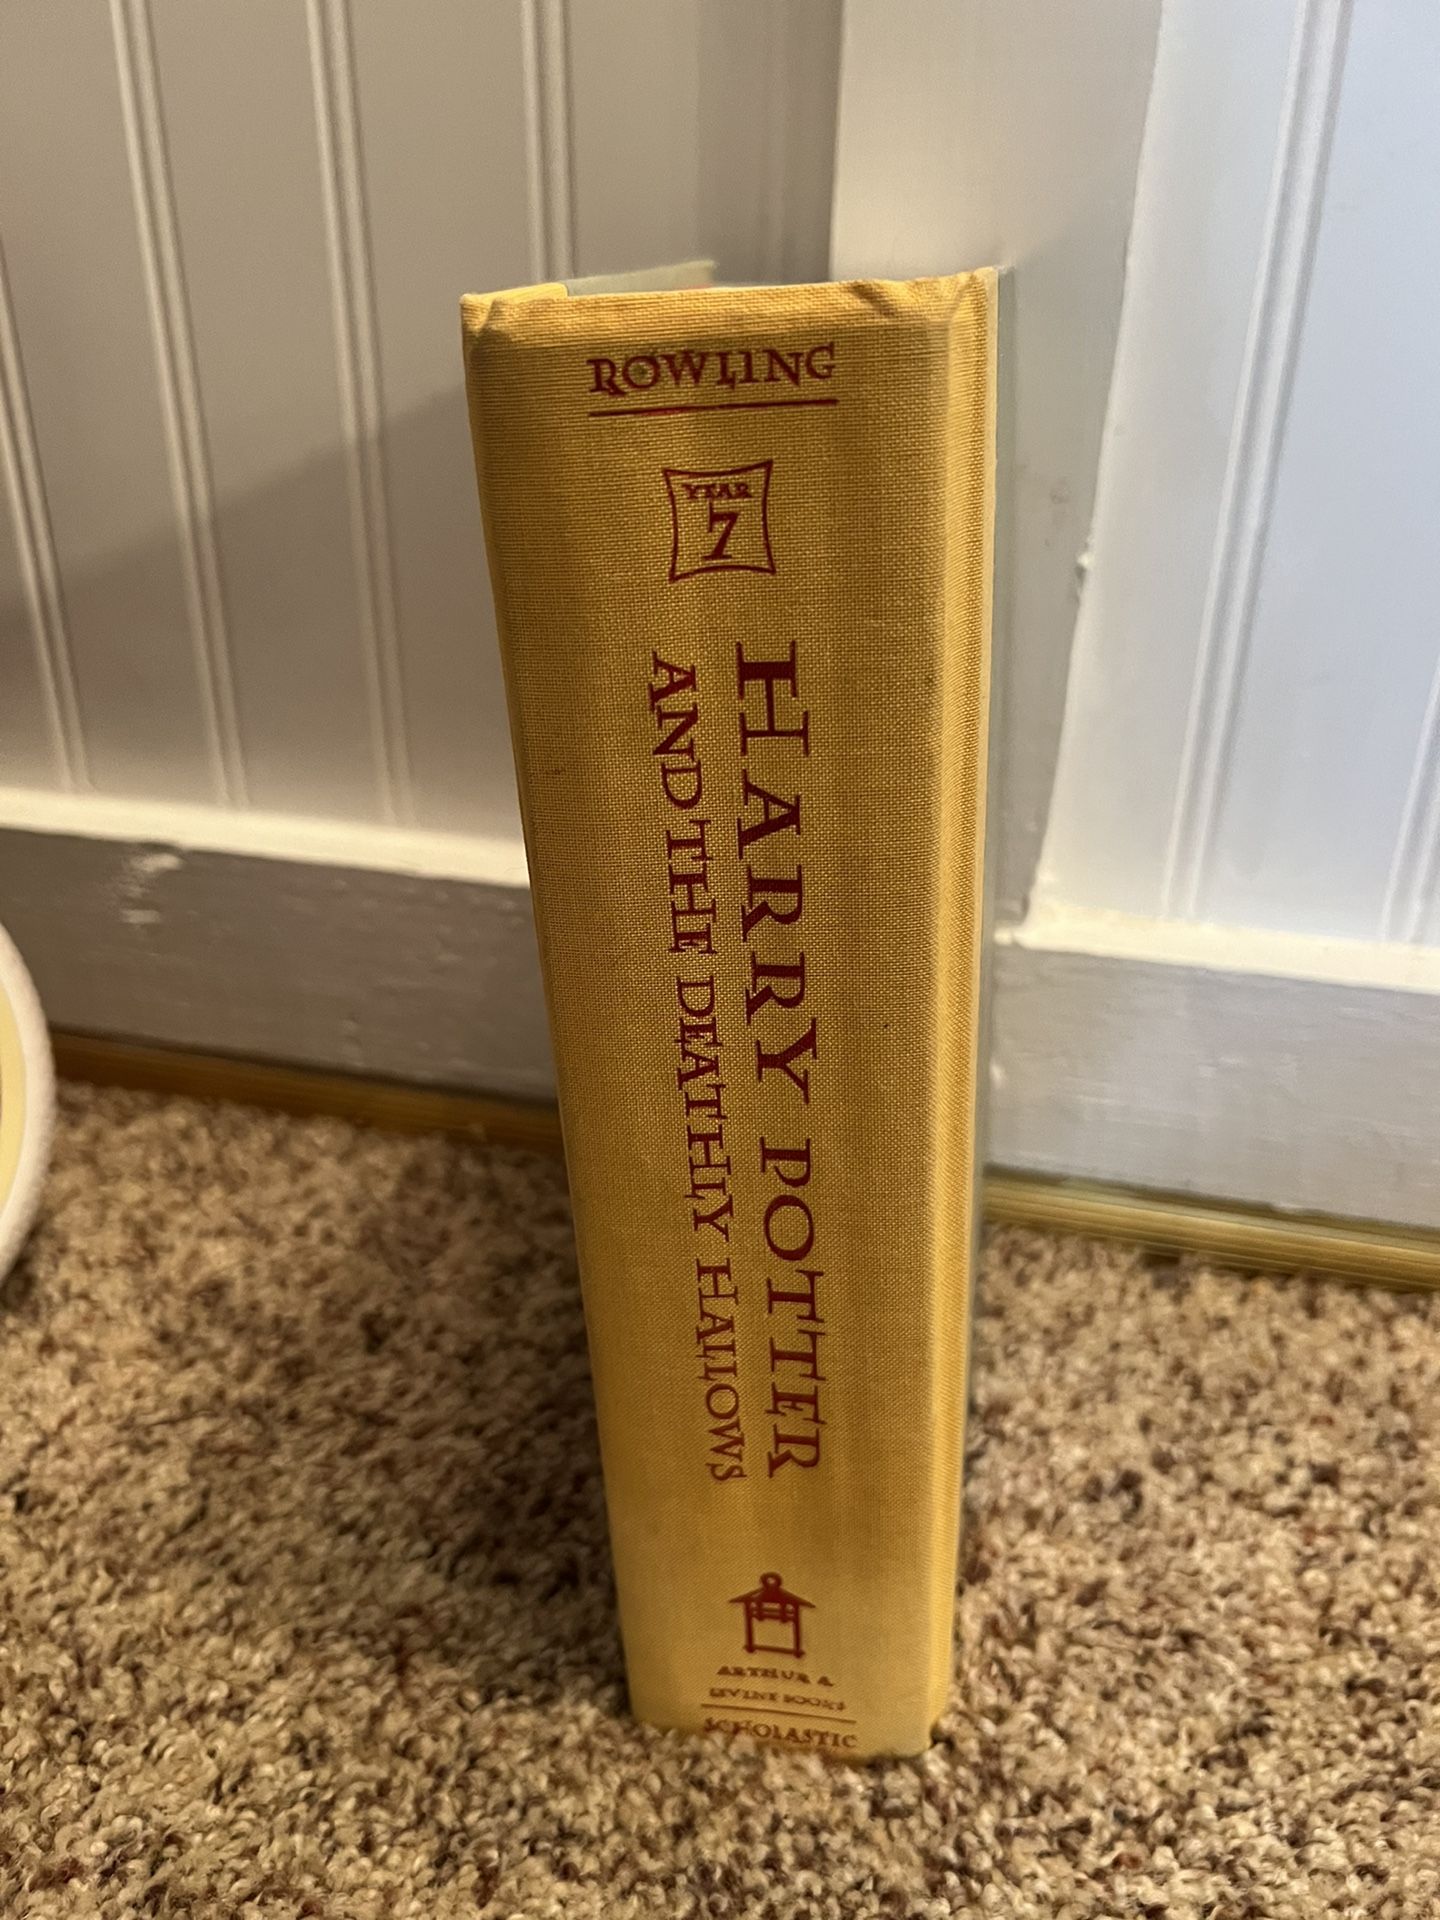 ROWLING
YEAR
7
HARRY POTTER
AND THE DEATHLY HALLOWS
ARTHUR A
LEVINE BOOKS
SCHOLASTIC